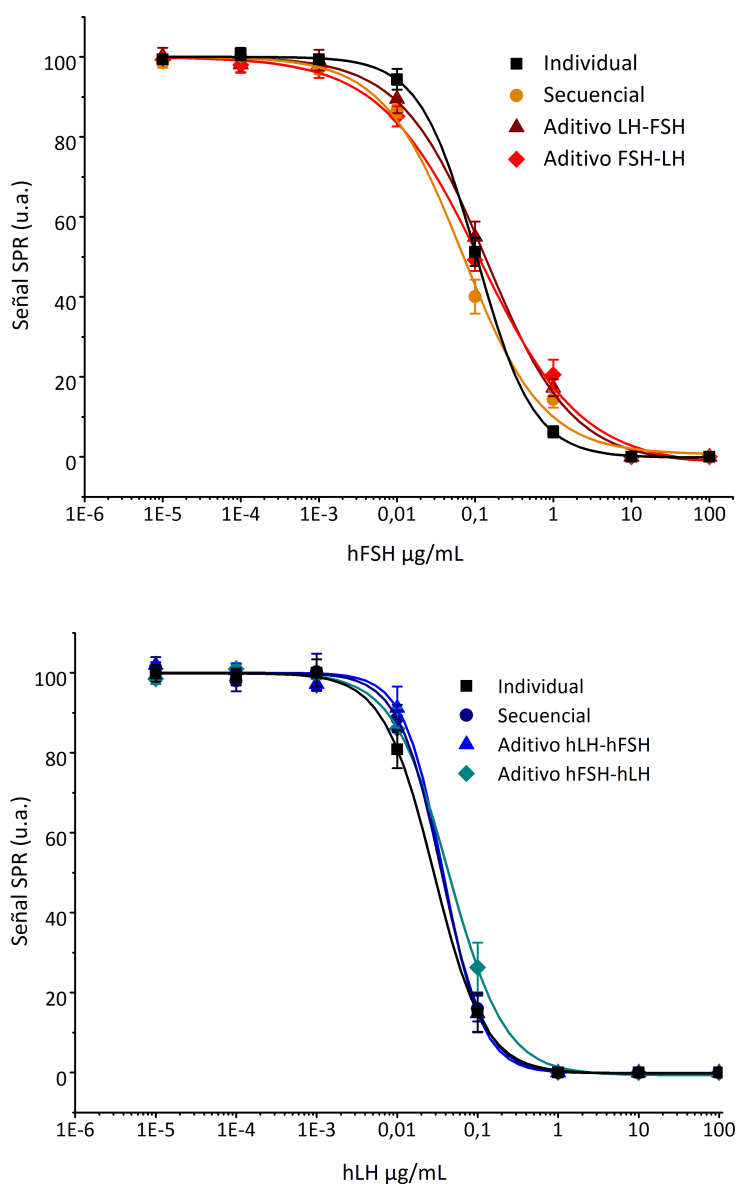 100
80
60
40
20
0
Señal SPR (u.a.)
Individual
Secuencial
Aditivo LH-FSH
Aditivo FSH-LH
1E-6 1E-5 1E-4 1E-3 0,01 0,1 1 10 100
hFSH µg/mL
100
80
60
40
20
0
Señal SPR (u.a.)
Individual
Secuencial
Aditivo hLH-hFSH
Aditivo hFSH-hLH
1E-6 1E-5 1E-4 1E-3 0,01 0,1 1 10 100
hLH µg/mL